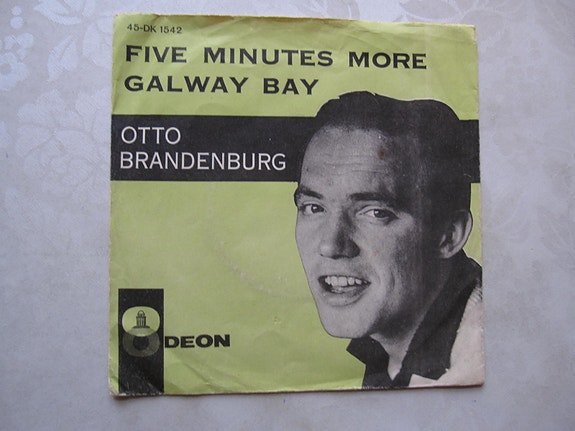 45-DK 1542
FIVE MINUTES MORE
GALWAY BAY
OTTO
BRANDENBURG
ODEON